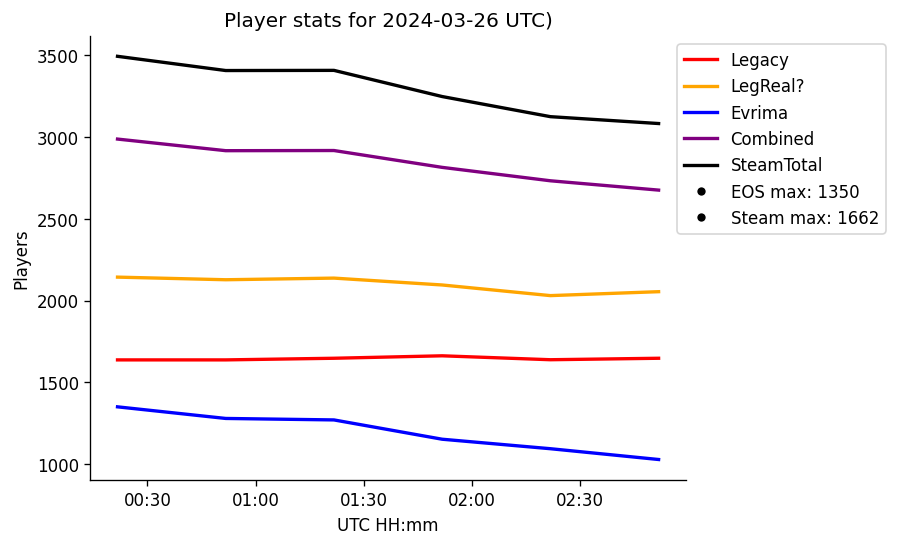 Player stats for 2024-03-26 UTC)
3500
3000
2500
2000
1500
1000
Players
00:30
01:00
01:30
02:00
02:30
UTC HH:mm
Legacy
LegReal?
Evrima
Combined
SteamTotal
EOS max: 1350
Steam max: 1662